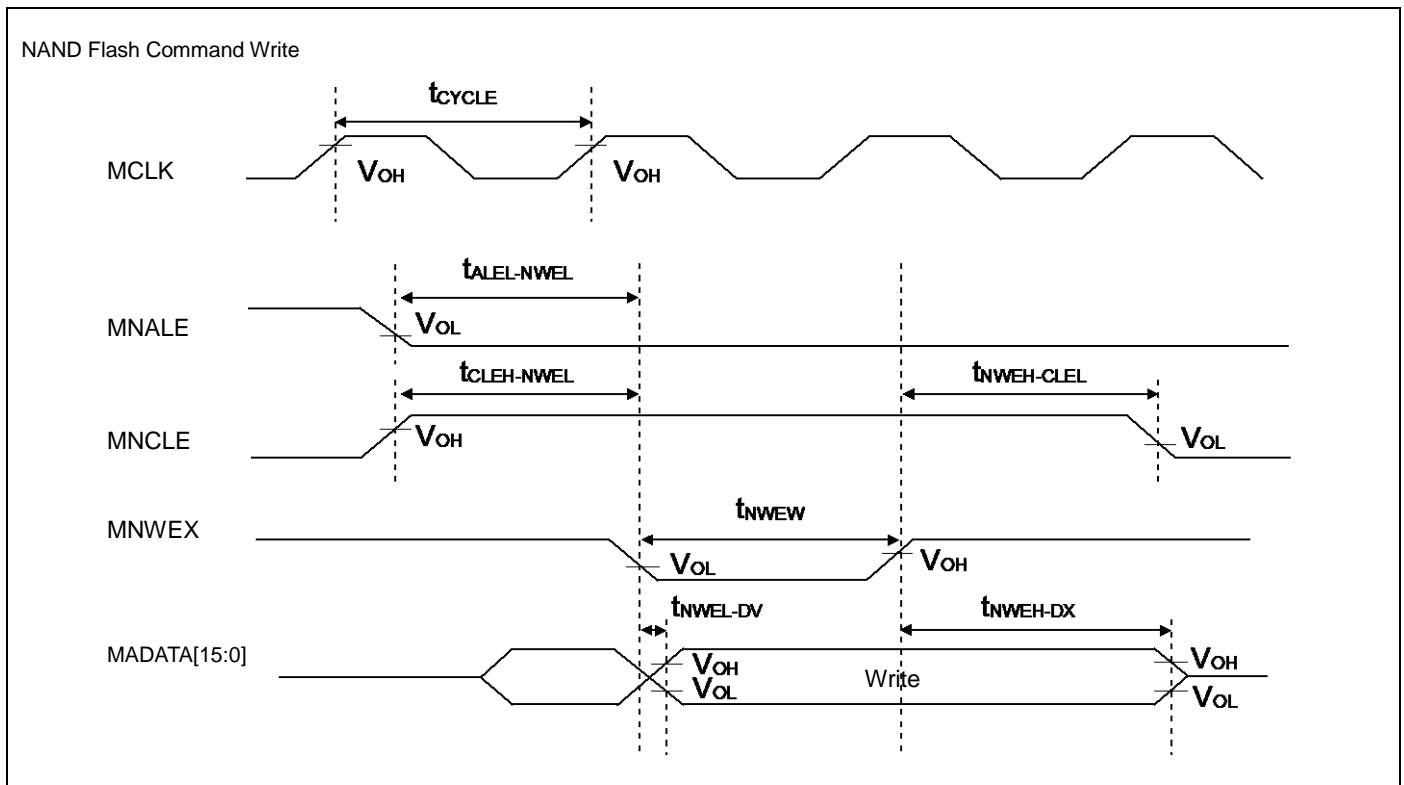 NAND Flash Command Write
tCYCLE
MCLK
VOH
VOH
tALEL-NWEL
MNALE
VOL
tCLEH-NWEL
tNWEH-CLEL
MNCLE
VOH
VOL
tNWEW
MNWEX
VOL
VOH
tNWEL-DV
tNWEH-DX
MADATA[15:0]
VOH
Write
VOH
VOL
VOL